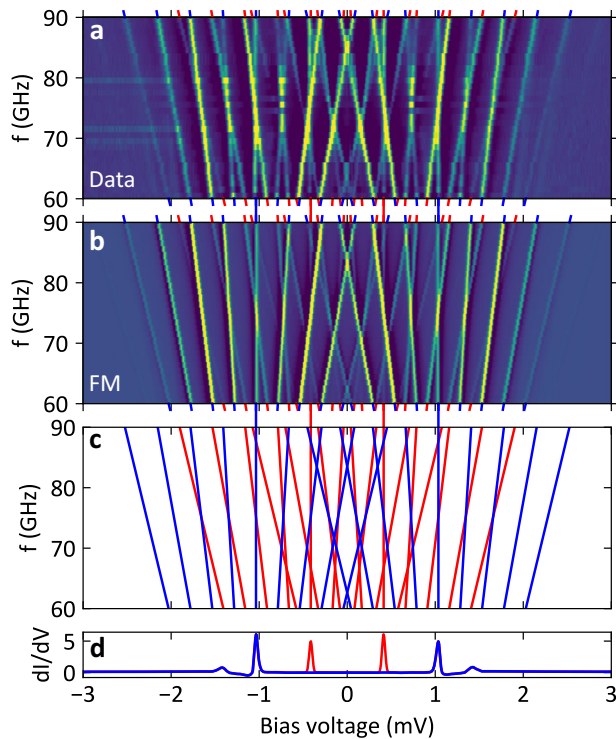 a
90
80
70
60
f (GHz)
Data
b
90
80
70
60
f (GHz)
FM
c
90
80
70
60
f (GHz)
d
5
0
dI/dV
−3 −2 −1 0 1 2 3
Bias voltage (mV)